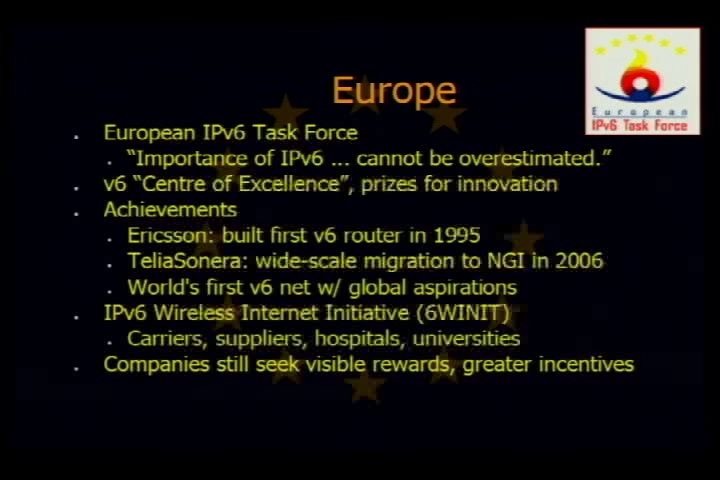 Europe
European
IPv6 Task Force
European IPv6 Task Force
“Importance of IPv6 ... cannot be overestimated.”
v6 “Centre of Excellence”, prizes for innovation
Achievements
Ericsson: built first v6 router in 1995
TeliaSonera: wide-scale migration to NGI in 2006
World's first v6 net w/ global aspirations
IPv6 Wireless Internet Initiative (6WINIT)
Carriers, suppliers, hospitals, universities
Companies still seek visible rewards, greater incentives